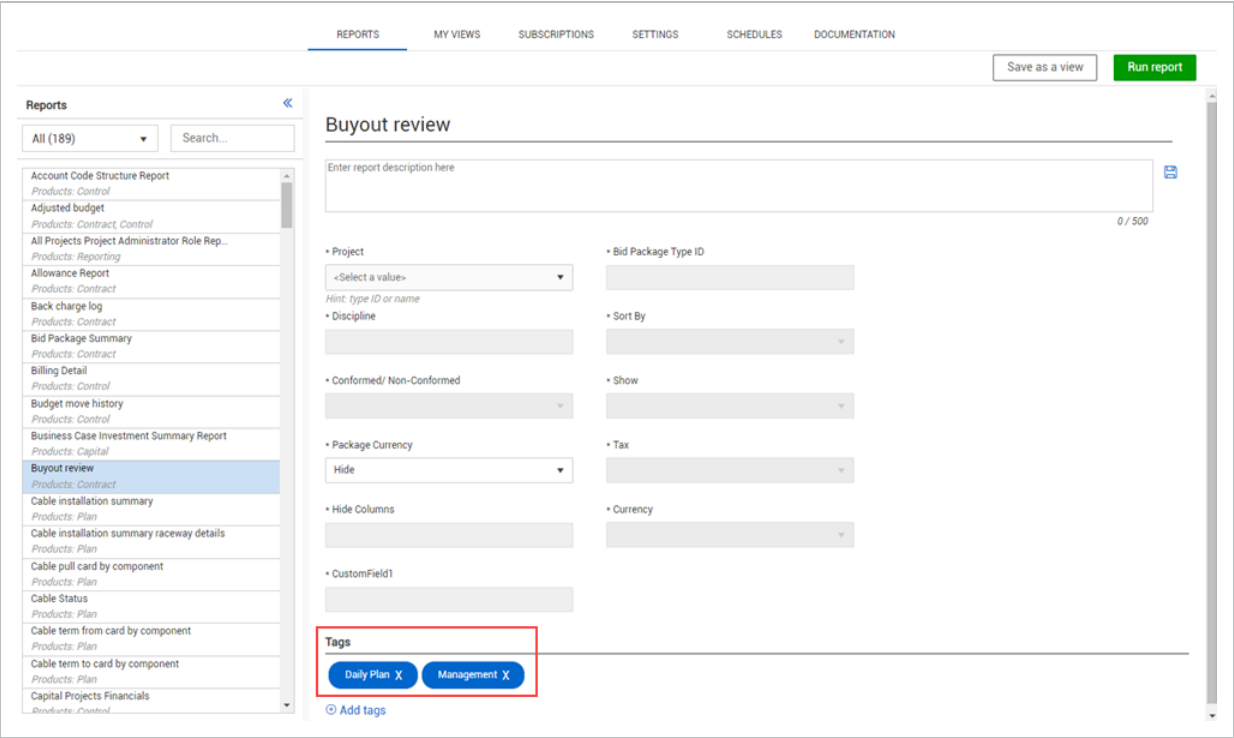 REPORTS MY VIEWS SUBSCRIPTIONS SETTINGS SCHEDULES DOCUMENTATION
Save as a view Run report
Reports
All (189) Search...
Account Code Structure Report
Products: Control
Adjusted budget
Products: Contract, Control
All Projects Project Administrator Role Rep...
Products: Reporting
Allowance Report
Products: Contract
Back charge log
Products: Contract
Bid Package Summary
Products: Contract
Billing Detail
Products: Control
Budget move history
Products: Control
Business Case Investment Summary Report
Products: Capital
Buyout review
Products: Contract
Cable installation summary
Products: Plan
Cable installation summary raceway details
Products: Plan
Cable pull card by component
Products: Plan
Cable Status
Products: Plan
Cable term from card by component
Products: Plan
Cable term to card by component
Products: Plan
Capital Projects Financials
Products: Control
Buyout review
Enter report description here
0 / 500
* Project * Bid Package Type ID
<Select a value>
Hint: type ID or name
* Discipline * Sort By
* Conformed/ Non-Conformed * Show
* Package Currency * Tax
Hide
* Hide Columns * Currency
* CustomField1
Tags
Daily Plan X Management X
Add tags